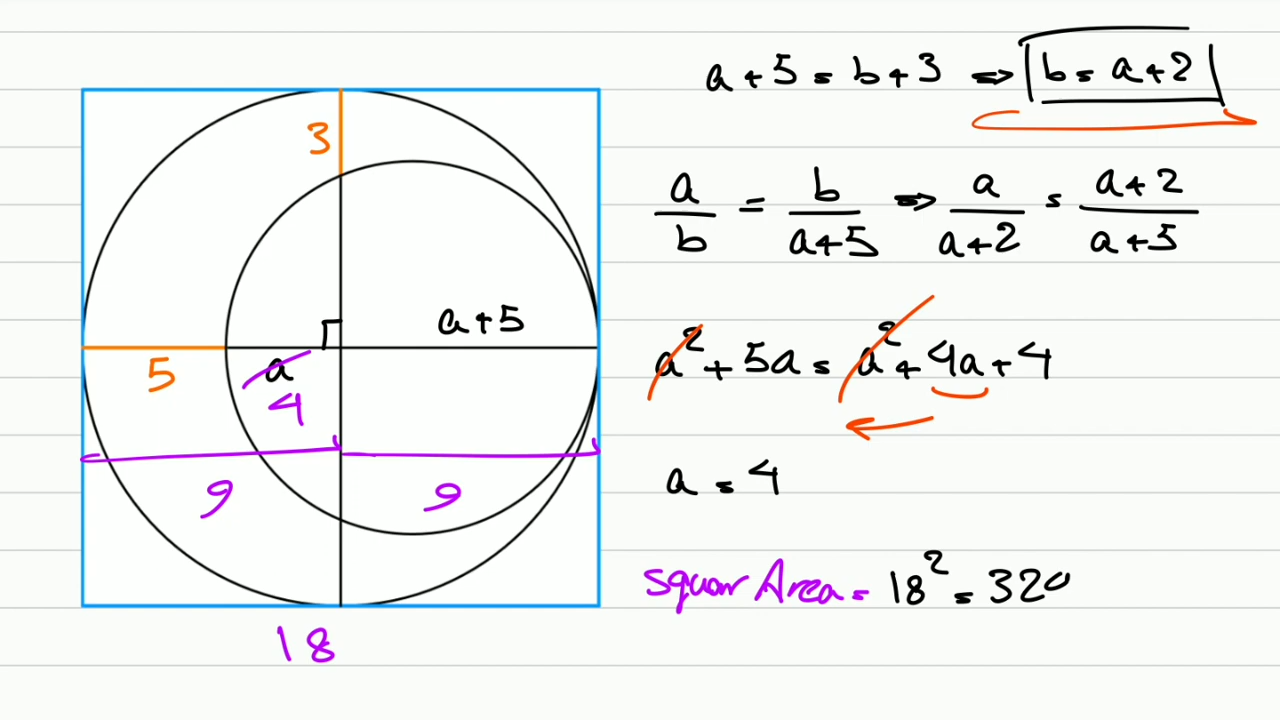 a + 5 = b + 3 ⇒ b = a + 2
a/b = b/(a+5) ⇒ a/(a+2) = (a+2)/(a+5)
a² + 5a = a² + 4a + 4
a = 4
squar Area = 18² =
3
a+5
5
a
4
9
9
18